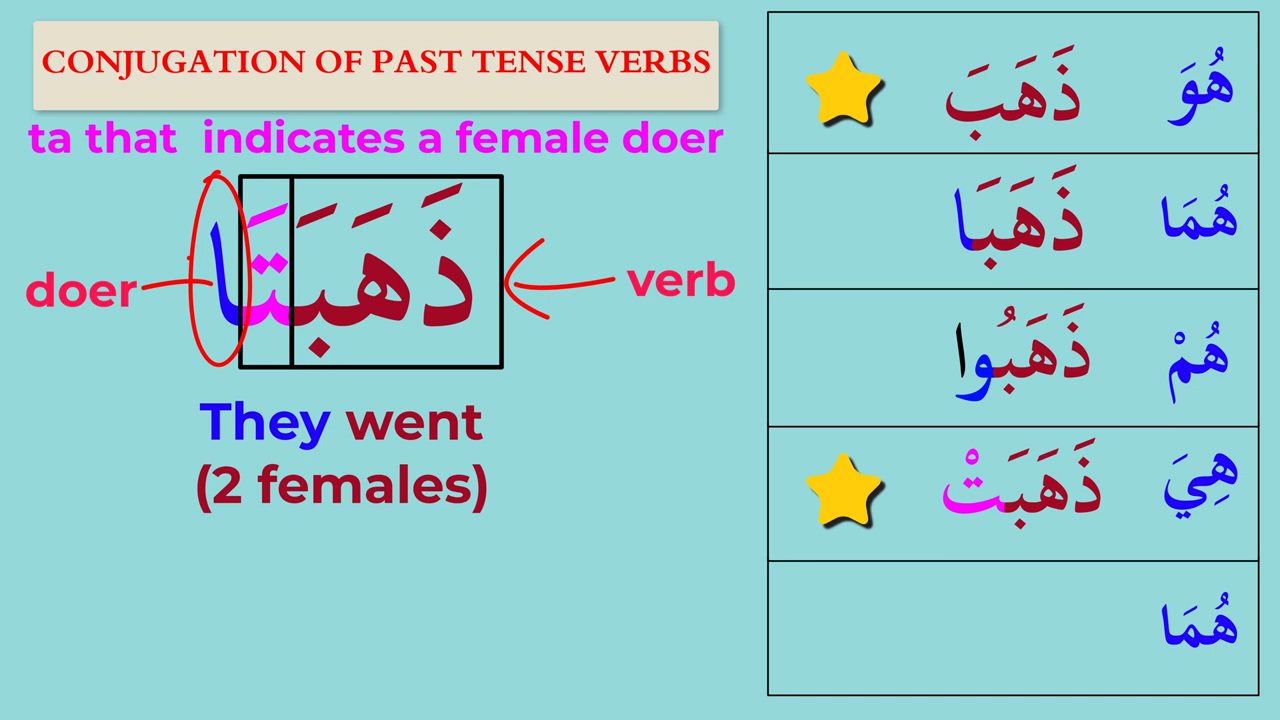 CONJUGATION OF PAST TENSE VERBS
ta that indicates a female doer
ذَهَبَتَا
doer
verb
They went
(2 females)
هُوَ ذَهَبَ
هُمَا ذَهَبَا
هُمْ ذَهَبُوا
هِيَ ذَهَبَتْ
هُمَا